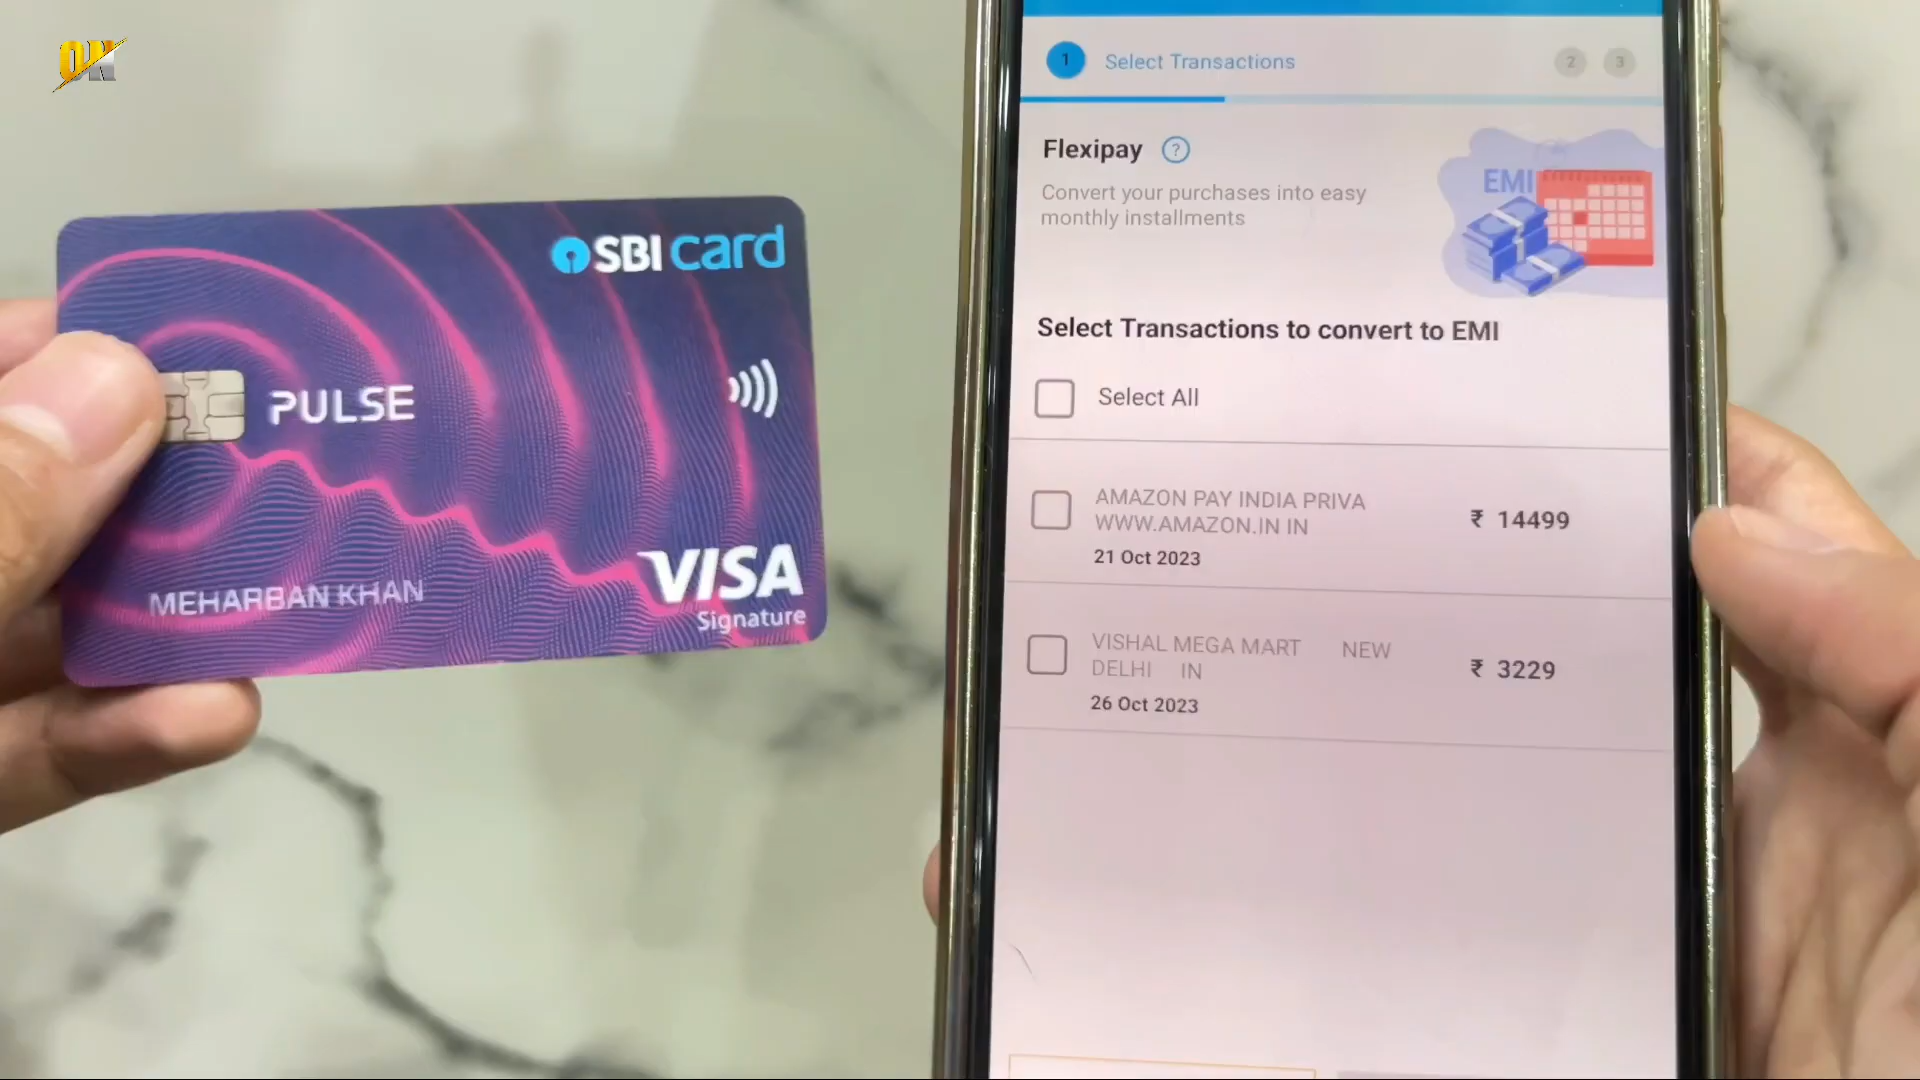 ON
SBI card
PULSE
MEHARBAN KHAN
VISA
Signature
1 Select Transactions 2 3
Flexipay ?
Convert your purchases into easy
monthly installments
EMI
Select Transactions to convert to EMI
Select All
AMAZON PAY INDIA PRIVA
WWW.AMAZON.IN IN
₹ 14499
21 Oct 2023
VISHAL MEGA MART NEW
DELHI IN
₹ 3229
26 Oct 2023